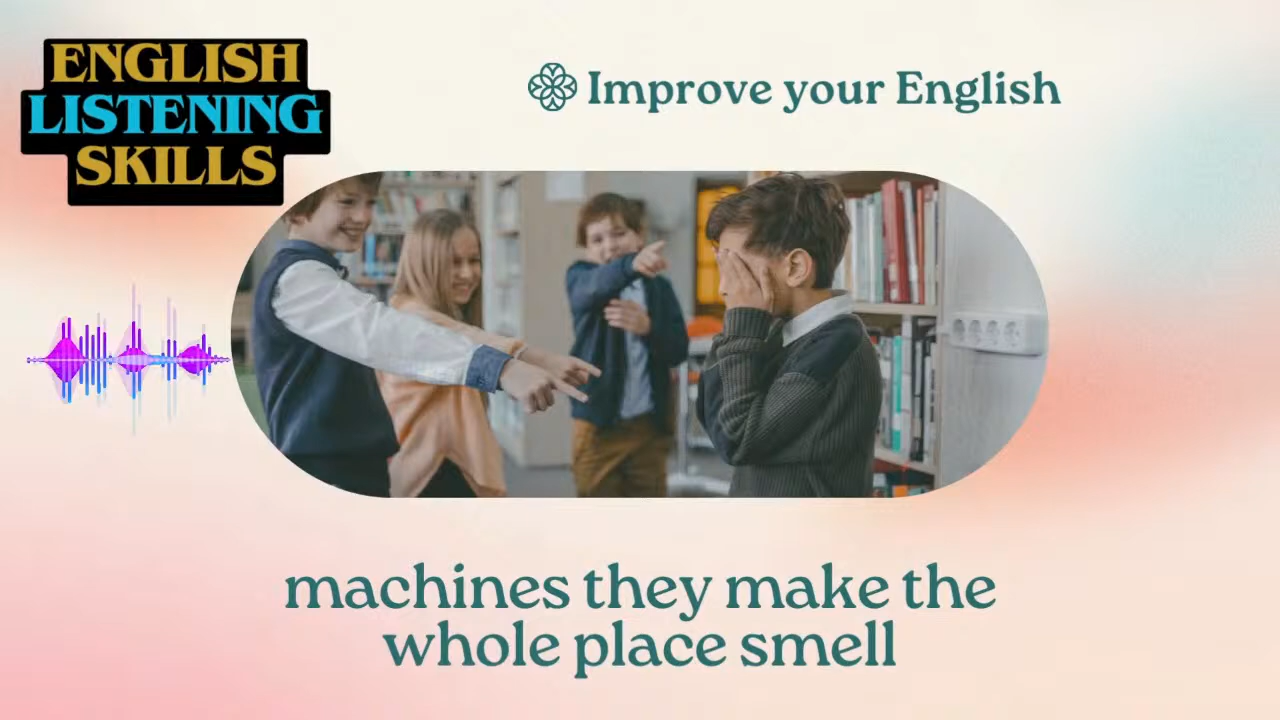 ENGLISH
LISTENING
SKILLS
Improve your English
machines they make the
whole place smell